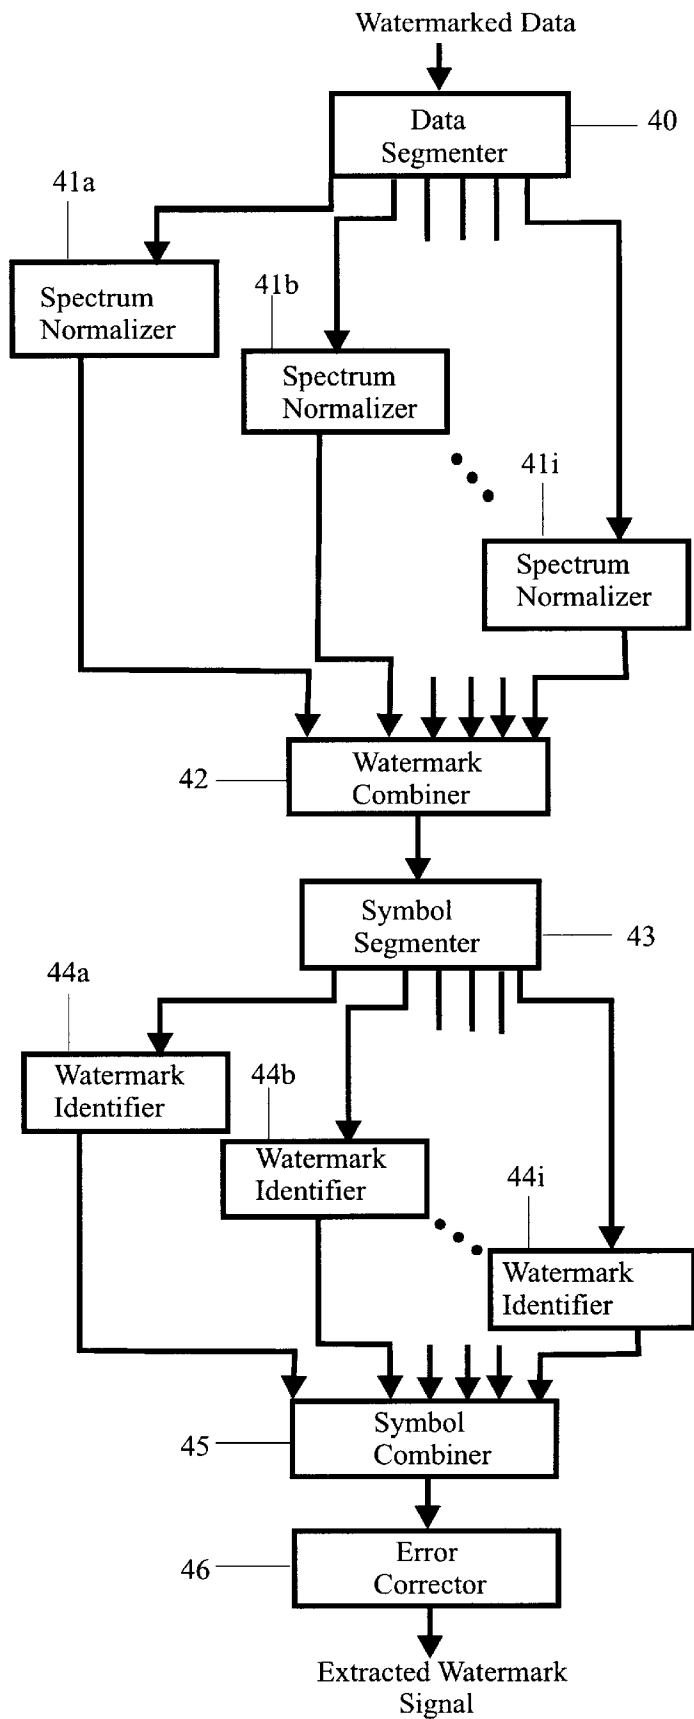 Watermarked Data
Data
Segmenter
40
41a
Spectrum
Normalizer
41b
Spectrum
Normalizer
41i
Spectrum
Normalizer
42
Watermark
Combiner
Symbol
Segmenter
43
44a
Watermark
Identifier
44b
Watermark
Identifier
44i
Watermark
Identifier
45
Symbol
Combiner
46
Error
Corrector
Extracted Watermark
Signal